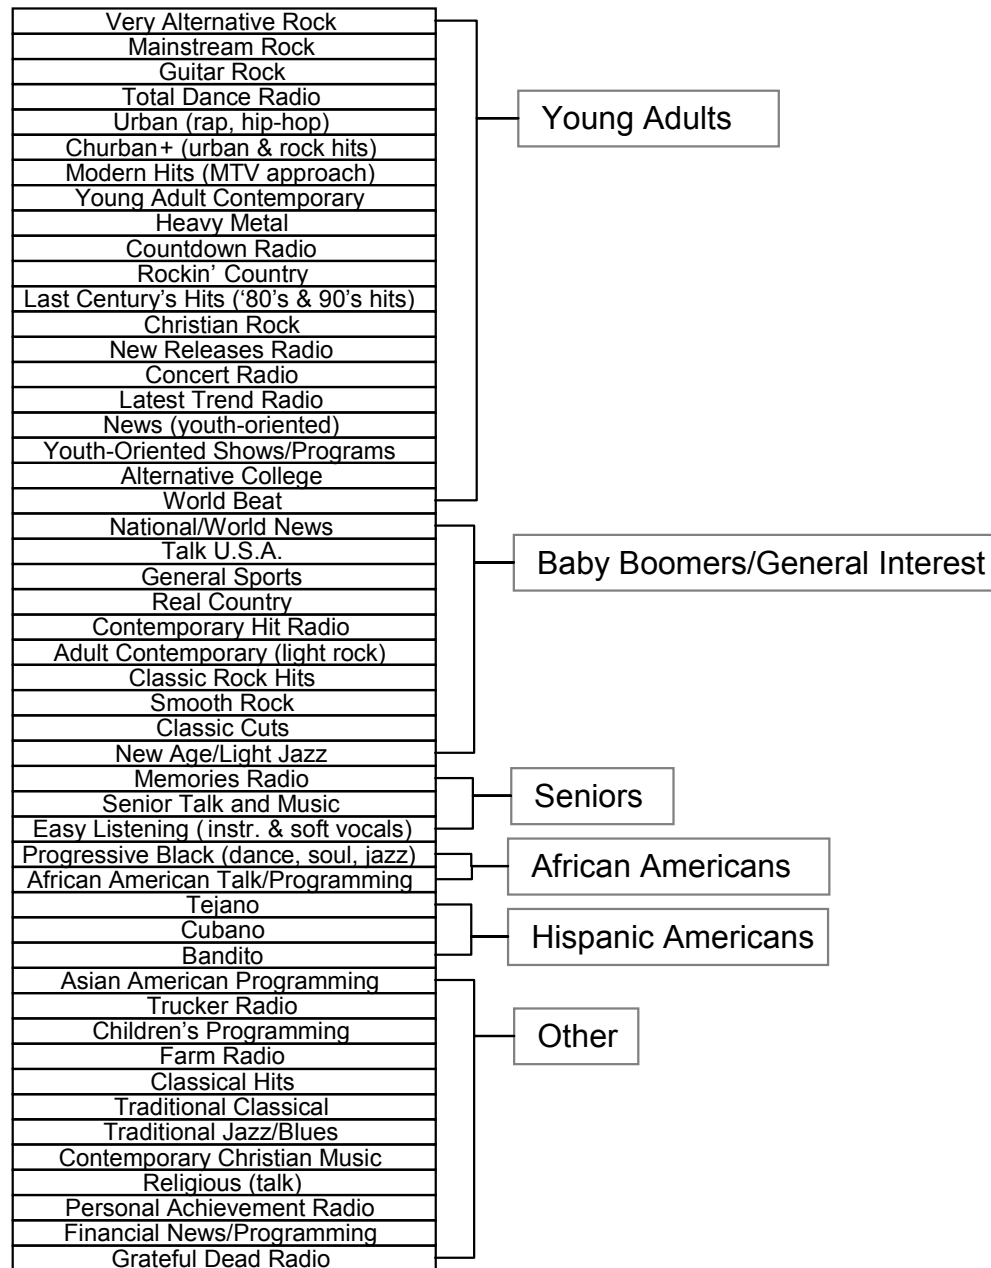 Very Alternative Rock
Mainstream Rock
Guitar Rock
Total Dance Radio
Urban (rap, hip-hop)
Churban+ (urban & rock hits)
Modern Hits (MTV approach)
Young Adult Contemporary
Heavy Metal
Countdown Radio
Rockin’ Country
Last Century’s Hits (‘80’s & 90’s hits)
Christian Rock
New Releases Radio
Concert Radio
Latest Trend Radio
News (youth-oriented)
Youth-Oriented Shows/Programs
Alternative College
World Beat
Young Adults
National/World News
Talk U.S.A.
General Sports
Real Country
Contemporary Hit Radio
Adult Contemporary (light rock)
Classic Rock Hits
Smooth Rock
Classic Cuts
New Age/Light Jazz
Baby Boomers/General Interest
Memories Radio
Senior Talk and Music
Easy Listening (instr. & soft vocals)
Seniors
Progressive Black (dance, soul, jazz)
African American Talk/Programming
African Americans
Tejano
Cubano
Bandito
Hispanic Americans
Asian American Programming
Trucker Radio
Children’s Programming
Farm Radio
Classical Hits
Traditional Classical
Traditional Jazz/Blues
Contemporary Christian Music
Religious (talk)
Personal Achievement Radio
Financial News/Programming
Grateful Dead Radio
Other